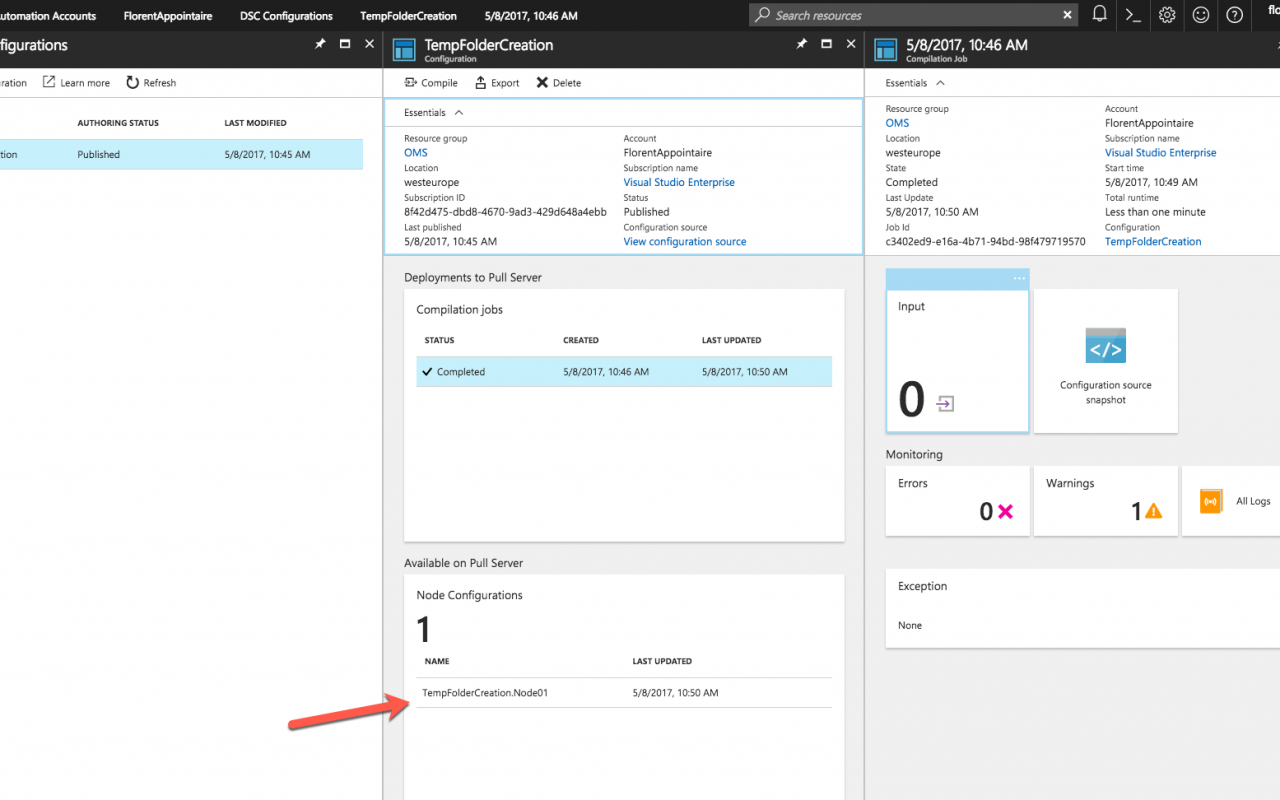 utomation Accounts FlorentAppointaire DSC Configurations TempFolderCreation 5/8/2017, 10:46 AM Search resources flo
figurations
ration Learn more Refresh
AUTHORING STATUS LAST MODIFIED
tion Published 5/8/2017, 10:45 AM
TempFolderCreation
Configuration
Compile Export Delete
Essentials
Resource group Account
OMS FlorentAppointaire
Location Subscription name
westeurope Visual Studio Enterprise
Subscription ID Status
8f42d475-dbd8-4670-9ad3-429d648a4ebb Published
Last published Configuration source
5/8/2017, 10:45 AM View configuration source
Deployments to Pull Server
Compilation jobs
STATUS CREATED LAST UPDATED
Completed 5/8/2017, 10:46 AM 5/8/2017, 10:50 AM
Available on Pull Server
Node Configurations
1
NAME LAST UPDATED
TempFolderCreation.Node01 5/8/2017, 10:50 AM
5/8/2017, 10:46 AM
Compilation Job
Essentials
Resource group Account
OMS FlorentAppointaire
Location Subscription name
westeurope Visual Studio Enterprise
State Start time
Completed 5/8/2017, 10:49 AM
Last Update Total runtime
5/8/2017, 10:50 AM Less than one minute
Job Id Configuration
c3402ed9-e16a-4b71-94bd-98f479719570 TempFolderCreation
Input
0
</>
Configuration source
snapshot
Monitoring
Errors Warnings
0 1 All Logs
Exception
None